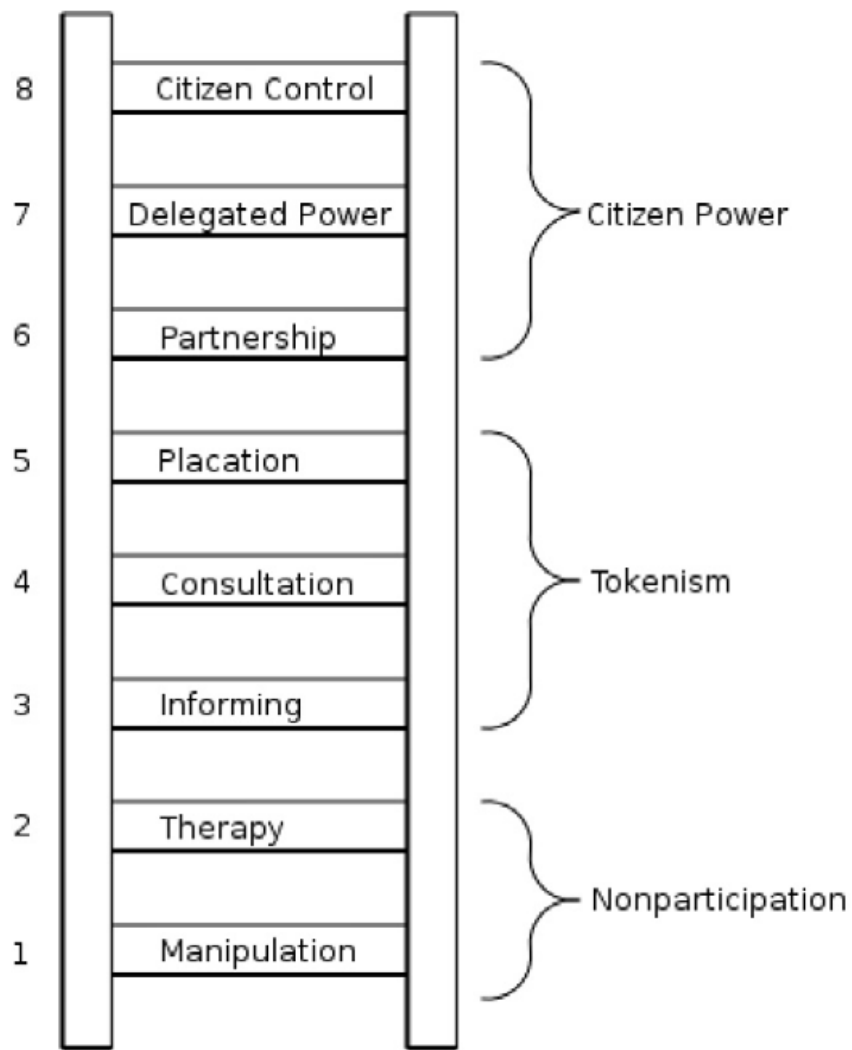 8 Citizen Control
7 Delegated Power Citizen Power
6 Partnership
5 Placation
4 Consultation Tokenism
3 Informing
2 Therapy
Nonparticipation
1 Manipulation